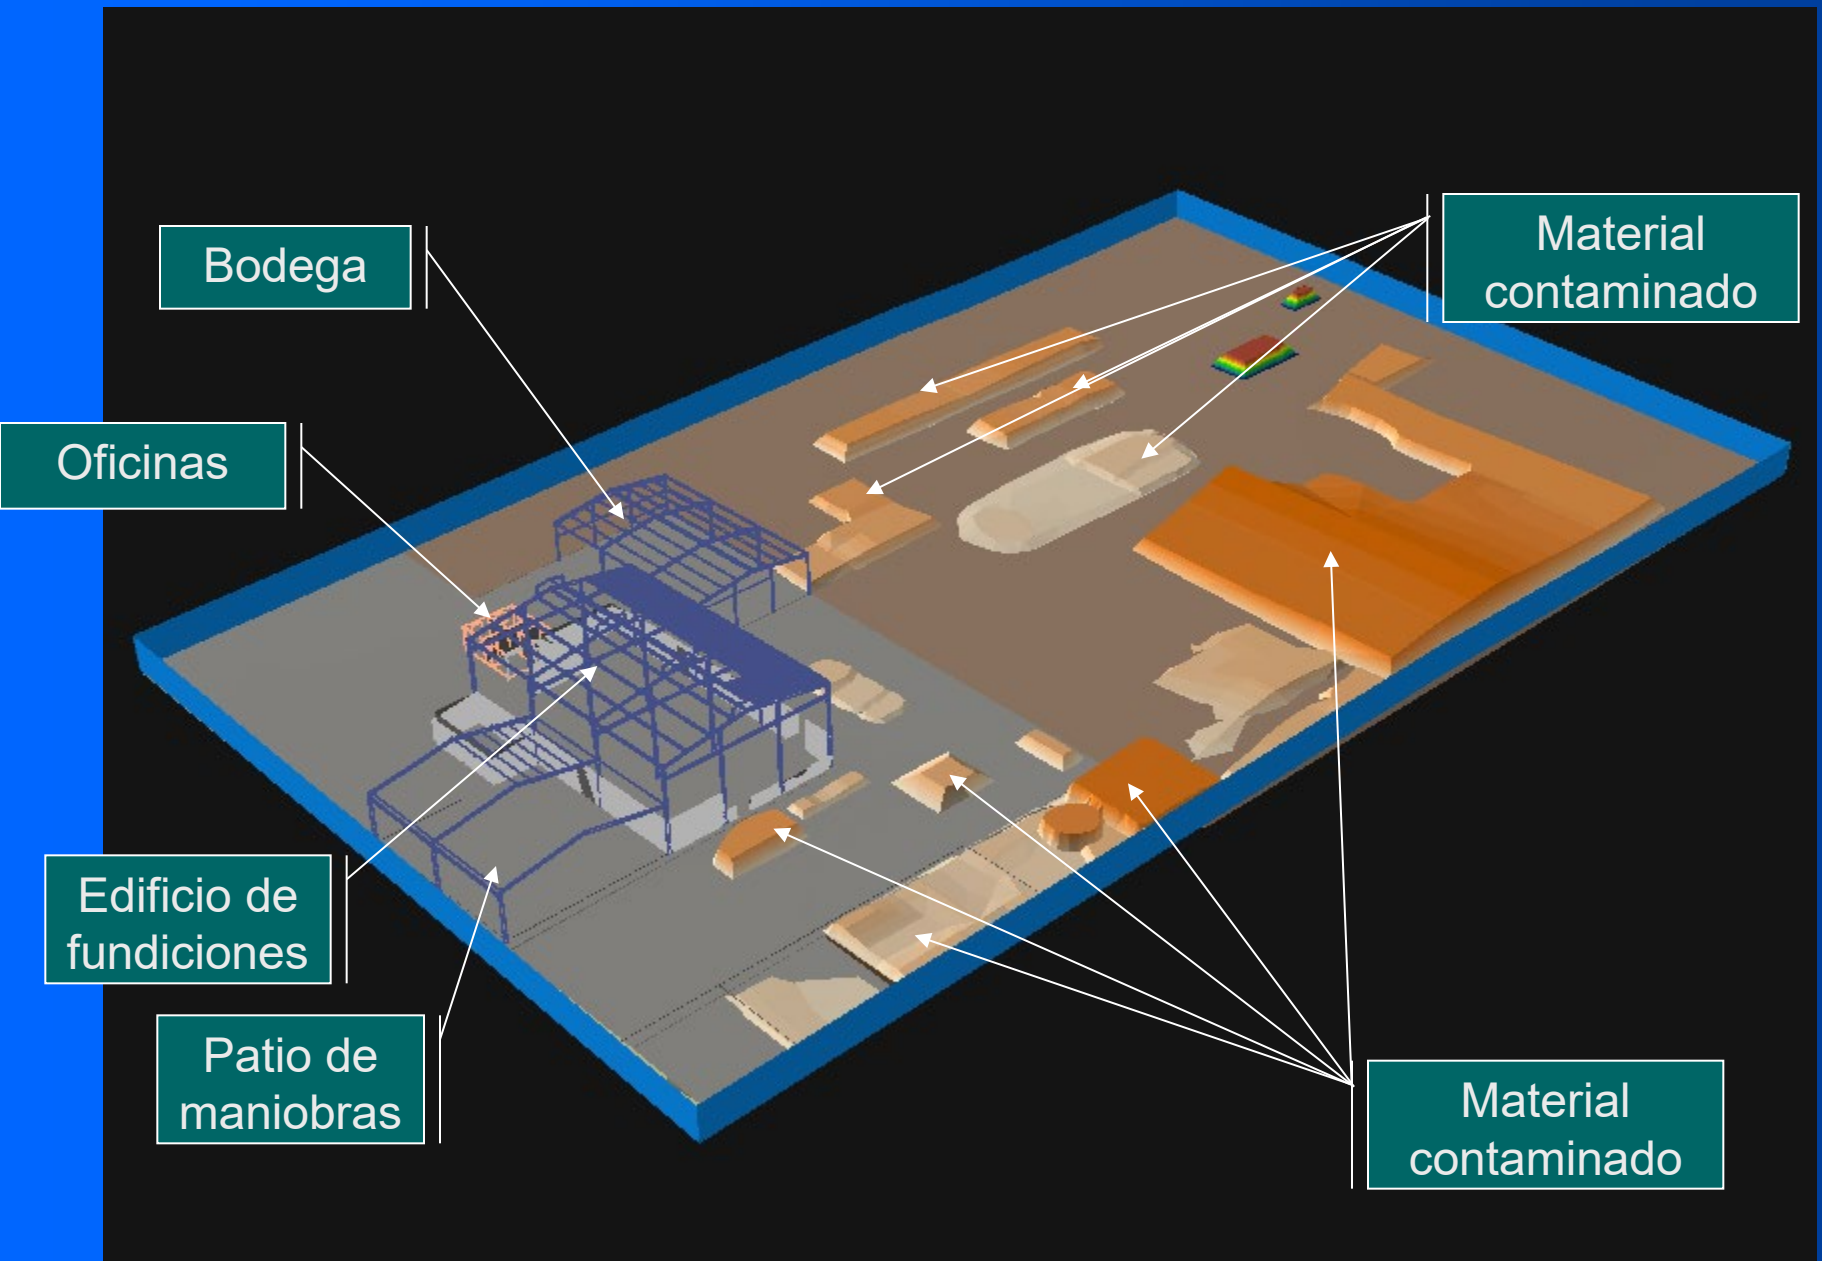 Material
contaminado
Bodega
Oficinas
Edificio de
fundiciones
Patio de
maniobras
Material
contaminado